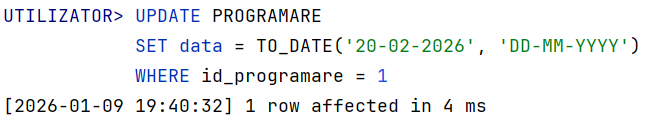 UTILIZATOR> UPDATE PROGRAMARE
SET data = TO_DATE('20-02-2026', 'DD-MM-YYYY')
WHERE id_programare = 1
[2026-01-09 19:40:32] 1 row affected in 4 ms